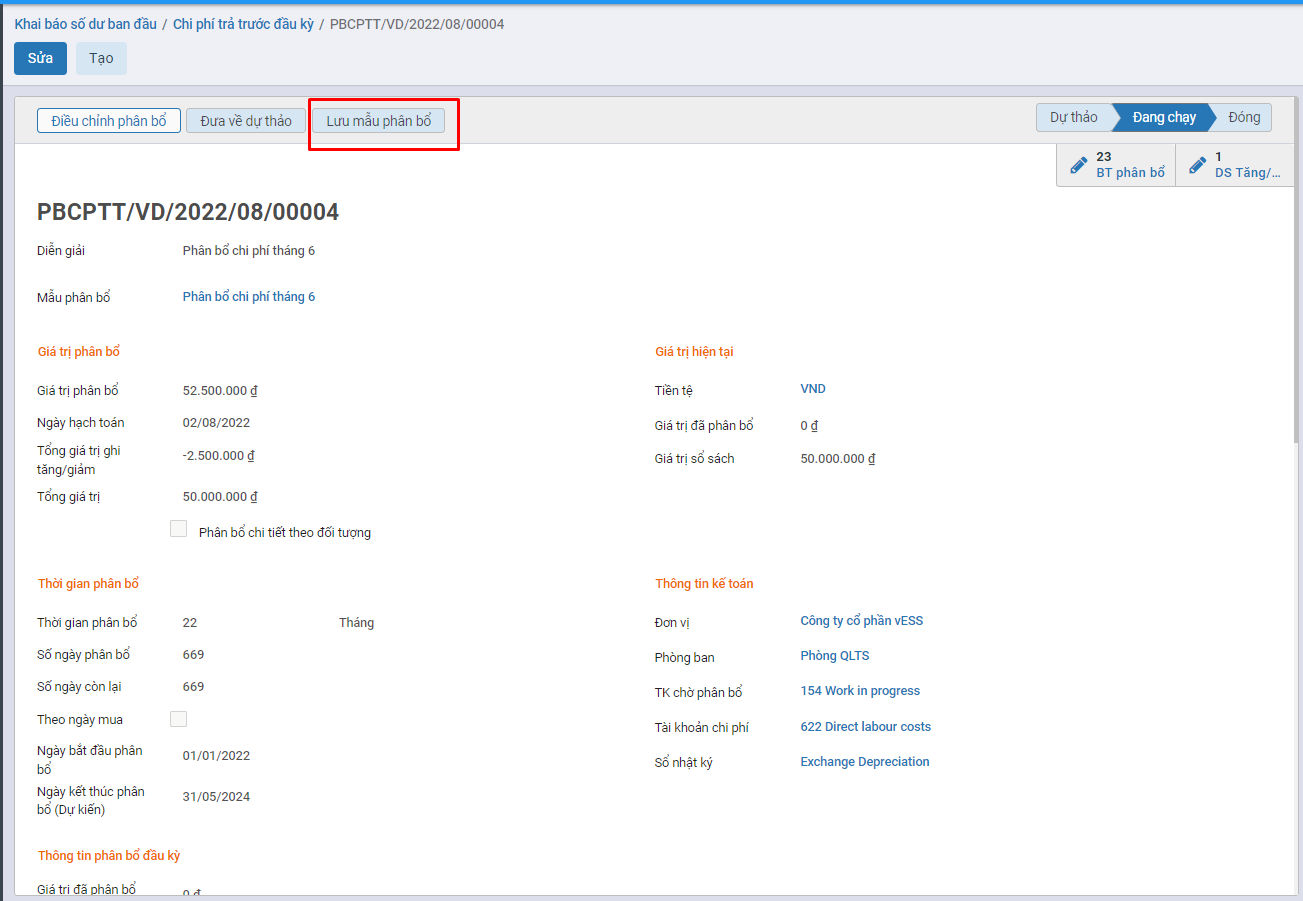 Khai báo số dư ban đầu / Chi phí trả trước đầu kỳ / PBCPTT/VD/2022/08/00004
Sửa Tạo
Điều chỉnh phân bổ Đưa về dự thảo Lưu mẫu phân bổ Dự thảo Đang chạy Đóng
23 1
BT phân bổ DS Tăng/...
PBCPTT/VD/2022/08/00004
Diễn giải Phân bổ chi phí tháng 6
Mẫu phân bổ Phân bổ chi phí tháng 6
Giá trị phân bổ Giá trị hiện tại
Giá trị phân bổ 52.500.000 ₫ Tiền tệ VND
Ngày hạch toán 02/08/2022 Giá trị đã phân bổ 0 ₫
Tổng giá trị ghi
tăng/giảm -2.500.000 ₫ Giá trị sổ sách 50.000.000 ₫
Tổng giá trị 50.000.000 ₫
Phân bổ chi tiết theo đối tượng
Thời gian phân bổ Thông tin kế toán
Thời gian phân bổ 22 Tháng Đơn vị Công ty cổ phần vESS
Số ngày phân bổ 669 Phòng ban Phòng QLTS
Số ngày còn lại 669 TK chờ phân bổ 154 Work in progress
Theo ngày mua Tài khoản chi phí 622 Direct labour costs
Ngày bắt đầu phân
bổ 01/01/2022 Sổ nhật ký Exchange Depreciation
Ngày kết thúc phân
bổ (Dự kiến) 31/05/2024
Thông tin phân bổ đầu kỳ
Giá trị đã phân bổ 0 ₫